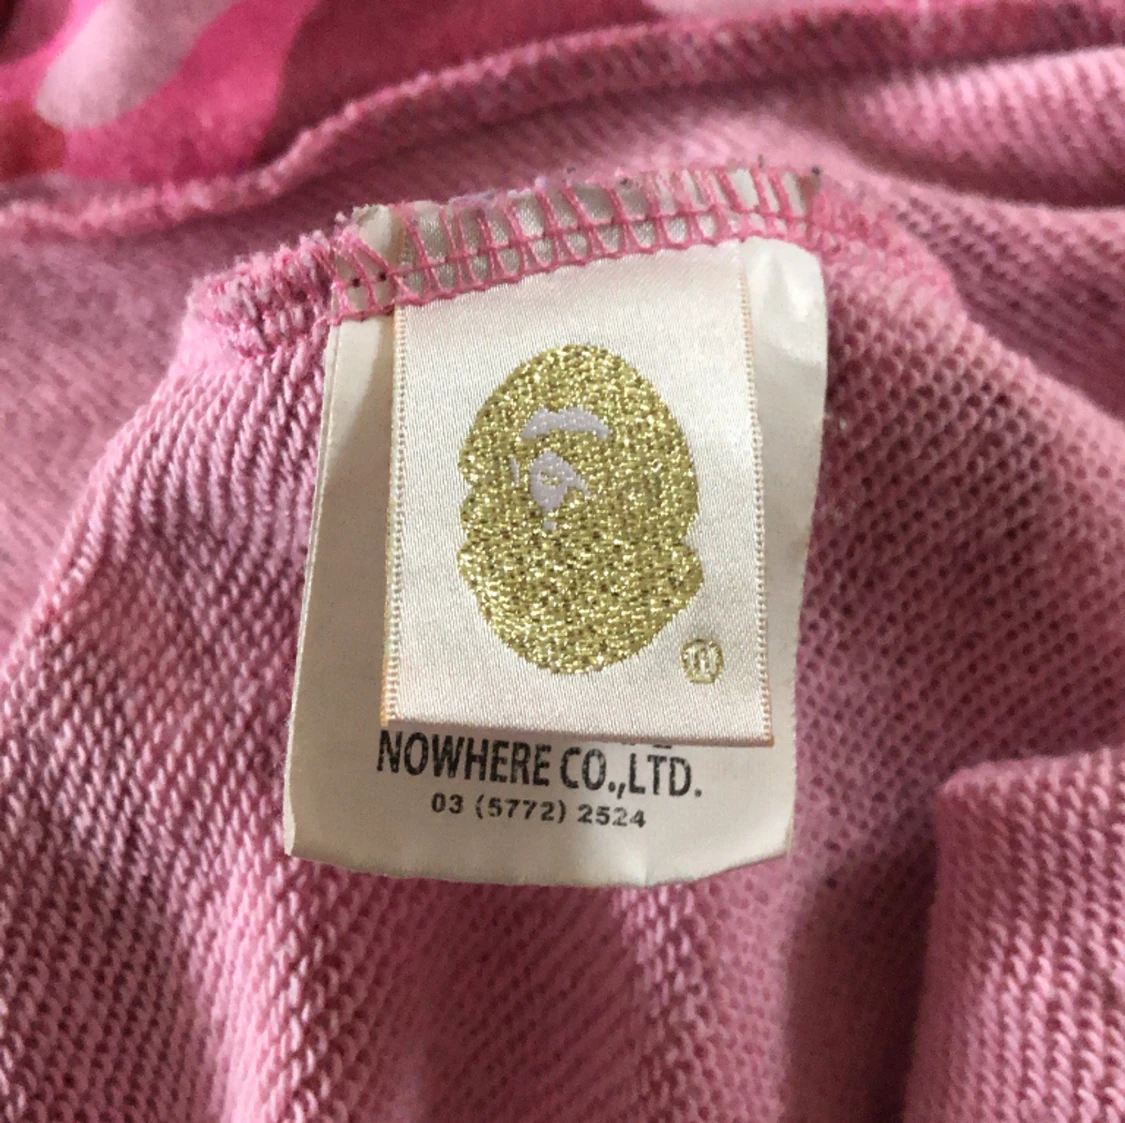 ®
NOWHERE CO.,LTD.
03 (5772) 2524